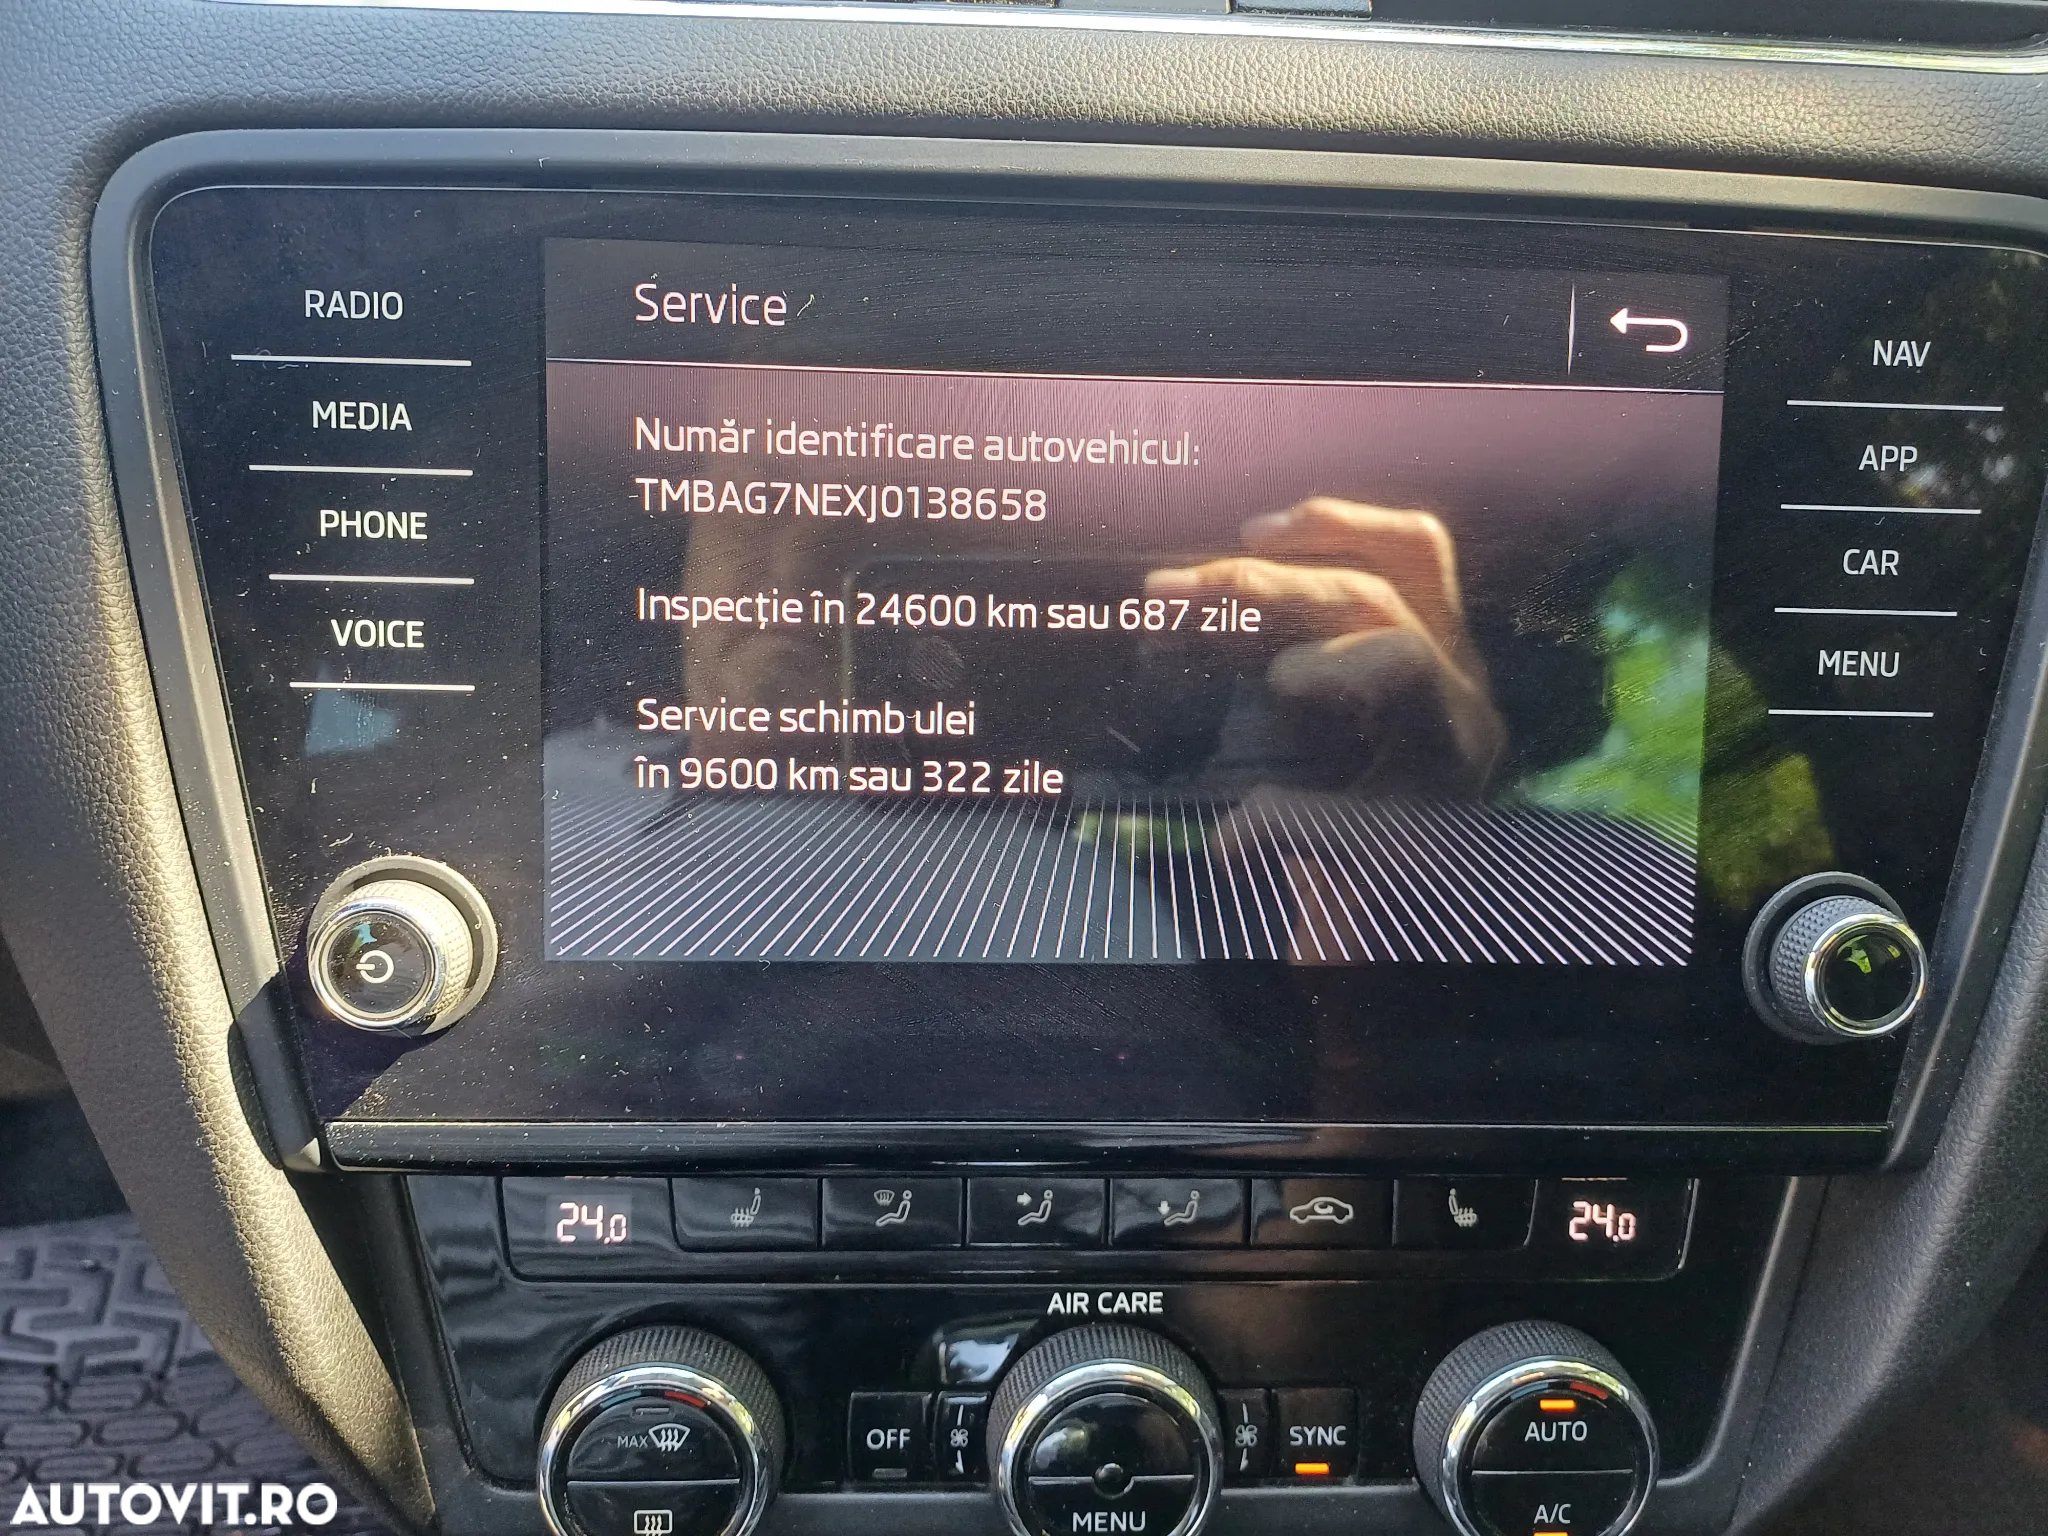 Service
RADIO
MEDIA
PHONE
VOICE
Număr identificare autovehicul:
TMBAG7NEXJ0138658
Inspecție în 24600 km sau 687 zile
Service schimb ulei
în 9600 km sau 322 zile
NAV
APP
CAR
MENU
24.0
24.0
AIR CARE
MAX
OFF
SYNC
AUTO
MENU
A/C
AUTOVIT.RO